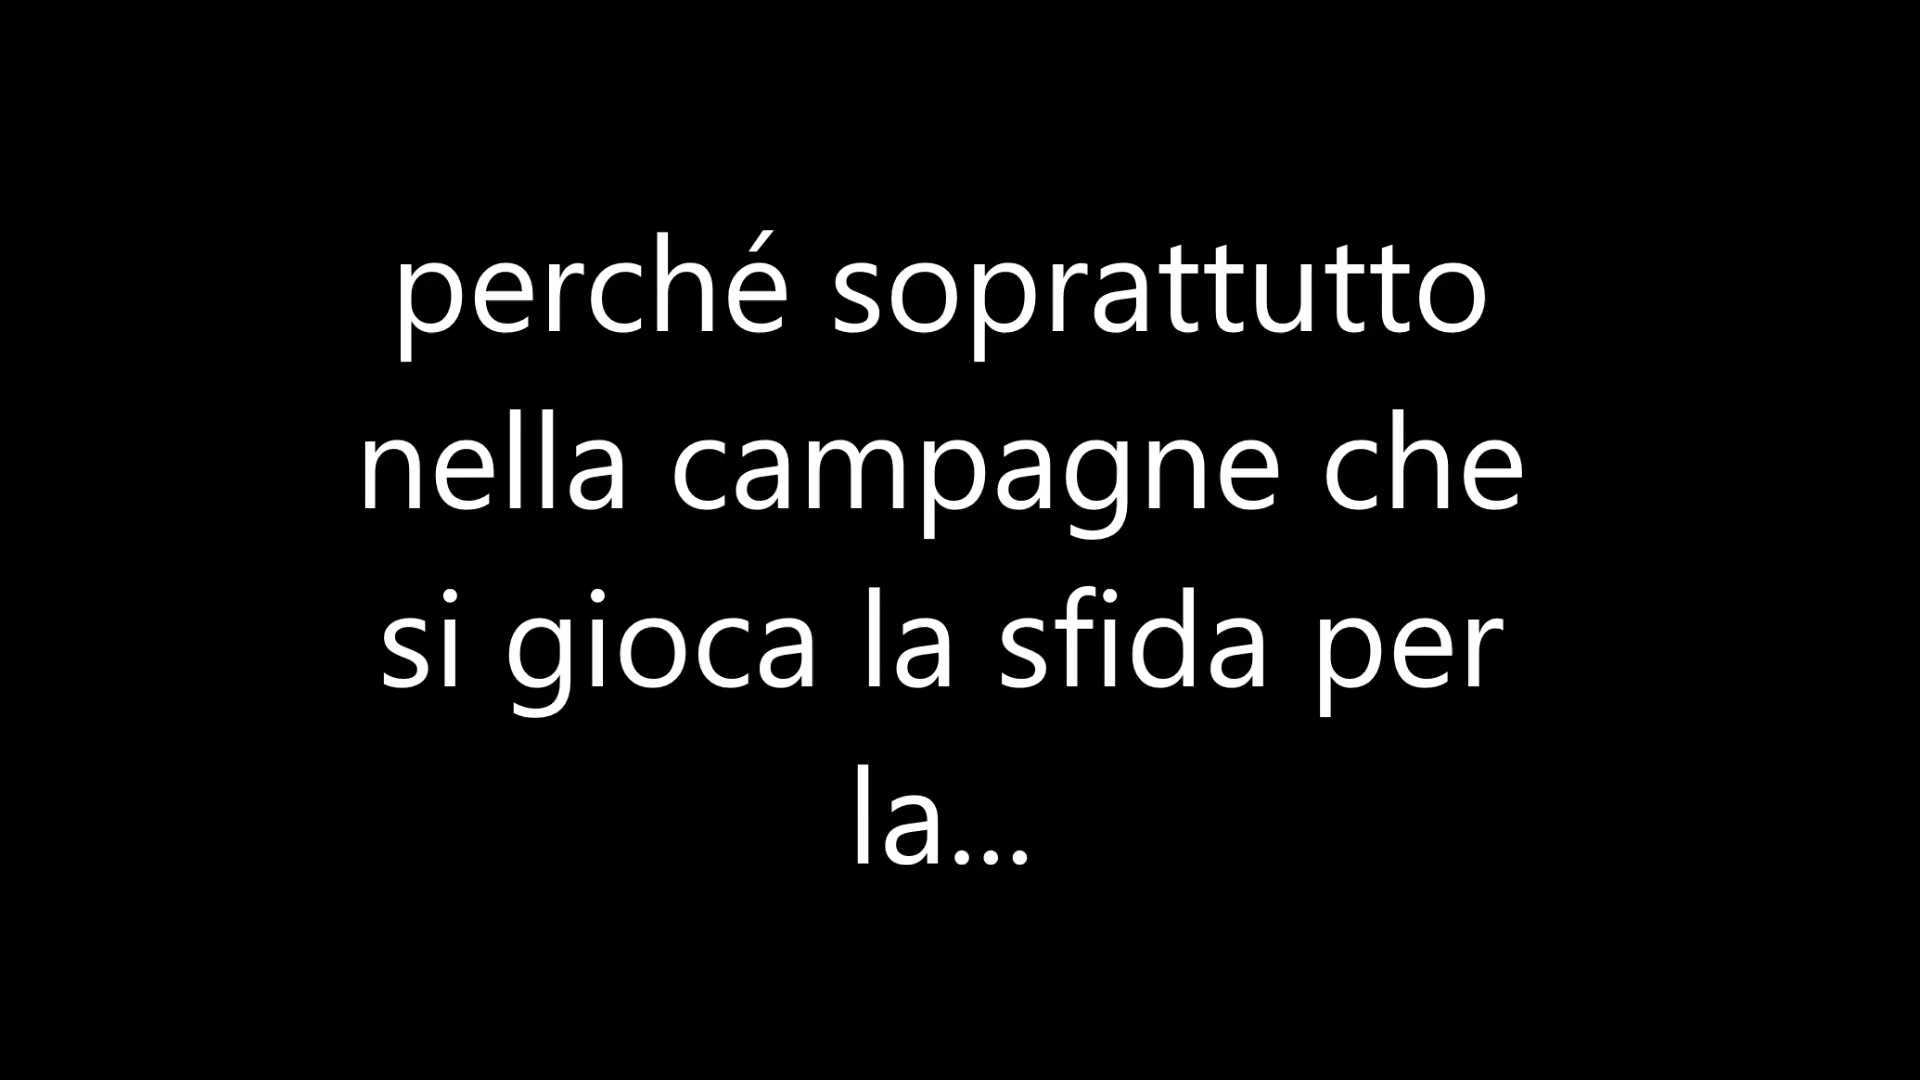 perché soprattutto
nella campagne che
si gioca la sfida per
la...